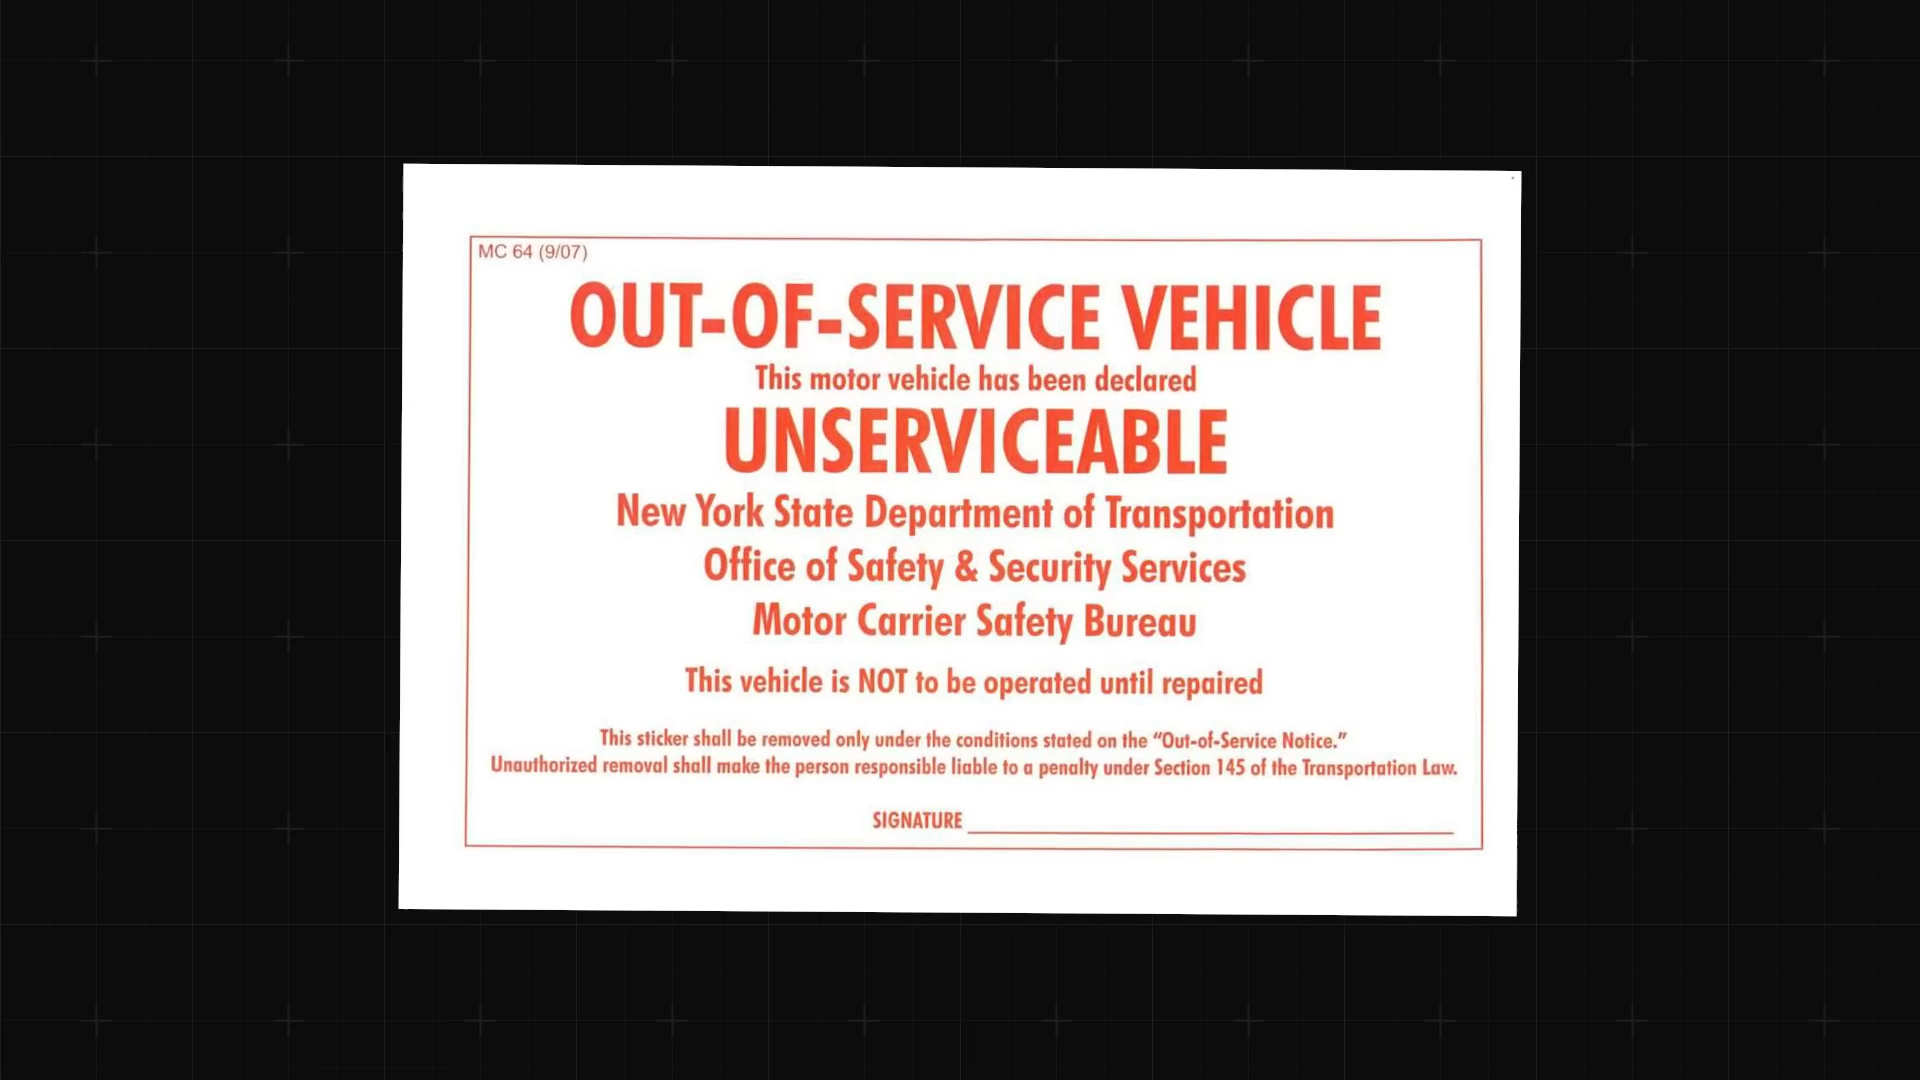 MC 64 (9/07)
OUT-OF-SERVICE VEHICLE
This motor vehicle has been declared
UNSERVICEABLE
New York State Department of Transportation
Office of Safety & Security Services
Motor Carrier Safety Bureau
This vehicle is NOT to be operated until repaired
This sticker shall be removed only under the conditions stated on the “Out-of-Service Notice.”
Unauthorized removal shall make the person responsible liable to a penalty under Section 145 of the Transportation Law.
SIGNATURE